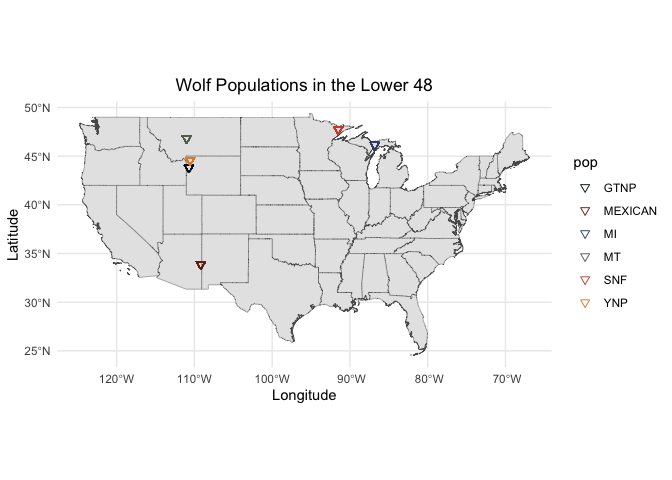 Wolf Populations in the Lower 48
50°N
45°N
40°N
35°N
30°N
25°N
Latitude
120°W 110°W 100°W 90°W 80°W 70°W
Longitude
pop
GTNP
MEXICAN
MI
MT
SNF
YNP